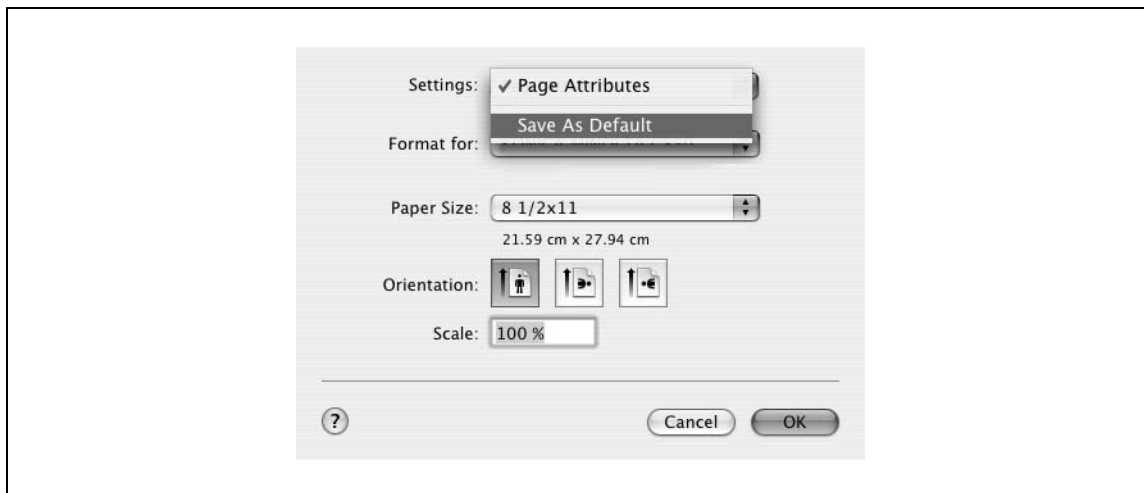 Settings: ✓ Page Attributes
Save As Default
Format for:
Paper Size: 8 1/2x11
21.59 cm x 27.94 cm
Orientation:
Scale: 100 %
? Cancel OK